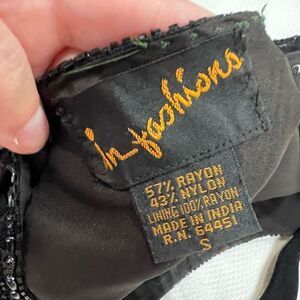 In fashions
57% RAYON
43% NYLON
LINING 100% RAYON
MADE IN INDIA
R.N. 64451
S